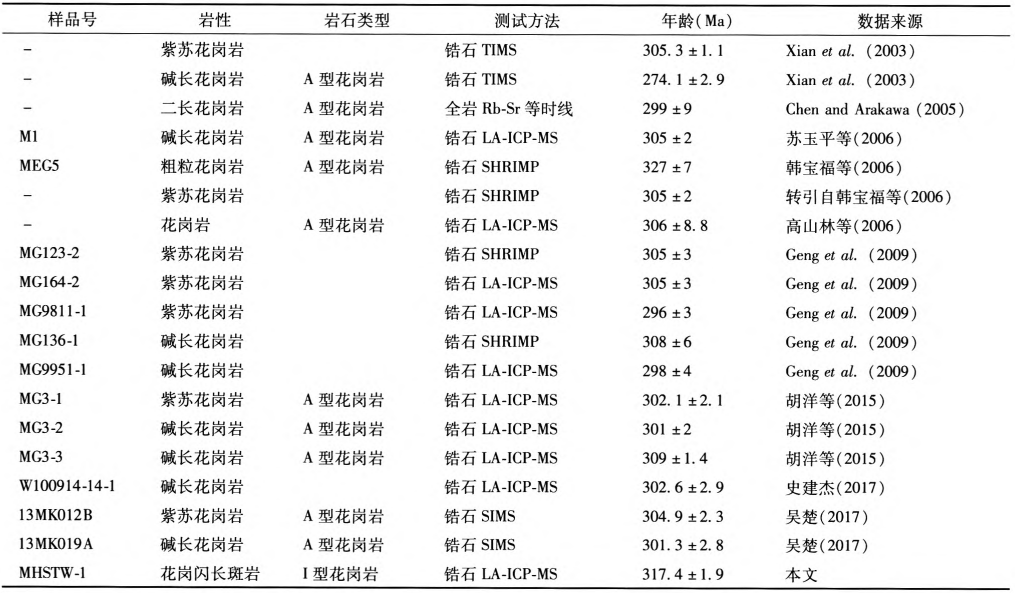 样品号 岩性 岩石类型 测试方法 年龄(Ma) 数据来源
– 紫苏花岗岩 锆石 TIMS 305.3±1.1 Xian et al. (2003)
– 碱长花岗岩 A 型花岗岩 锆石 TIMS 274.1±2.9 Xian et al. (2003)
– 二长花岗岩 A 型花岗岩 全岩 Rb-Sr 等时线 299±9 Chen and Arakawa (2005)
M1 碱长花岗岩 A 型花岗岩 锆石 LA-ICP-MS 305±2 苏玉平等(2006)
MEG5 粗粒花岗岩 A 型花岗岩 锆石 SHRIMP 327±7 韩宝福等(2006)
– 紫苏花岗岩 锆石 SHRIMP 305±2 转引自韩宝福等(2006)
– 花岗岩 A 型花岗岩 锆石 LA-ICP-MS 306±8.8 高山林等(2006)
MG123-2 紫苏花岗岩 锆石 SHRIMP 305±3 Geng et al. (2009)
MG164-2 紫苏花岗岩 锆石 LA-ICP-MS 305±3 Geng et al. (2009)
MG9811-1 紫苏花岗岩 锆石 LA-ICP-MS 296±3 Geng et al. (2009)
MG136-1 碱长花岗岩 锆石 SHRIMP 308±6 Geng et al. (2009)
MG9951-1 碱长花岗岩 锆石 LA-ICP-MS 298±4 Geng et al. (2009)
MG3-1 紫苏花岗岩 A 型花岗岩 锆石 LA-ICP-MS 302.1±2.1 胡洋等(2015)
MG3-2 碱长花岗岩 A 型花岗岩 锆石 LA-ICP-MS 301±2 胡洋等(2015)
MG3-3 碱长花岗岩 A 型花岗岩 锆石 LA-ICP-MS 309±1.4 胡洋等(2015)
W100914-14-1 碱长花岗岩 锆石 LA-ICP-MS 302.6±2.9 史建杰(2017)
13MK012B 紫苏花岗岩 A 型花岗岩 锆石 SIMS 304.9±2.3 吴楚(2017)
13MK019A 碱长花岗岩 A 型花岗岩 锆石 SIMS 301.3±2.8 吴楚(2017)
MHSTW-1 花岗闪长斑岩 I 型花岗岩 锆石 LA-ICP-MS 317.4±1.9 本文